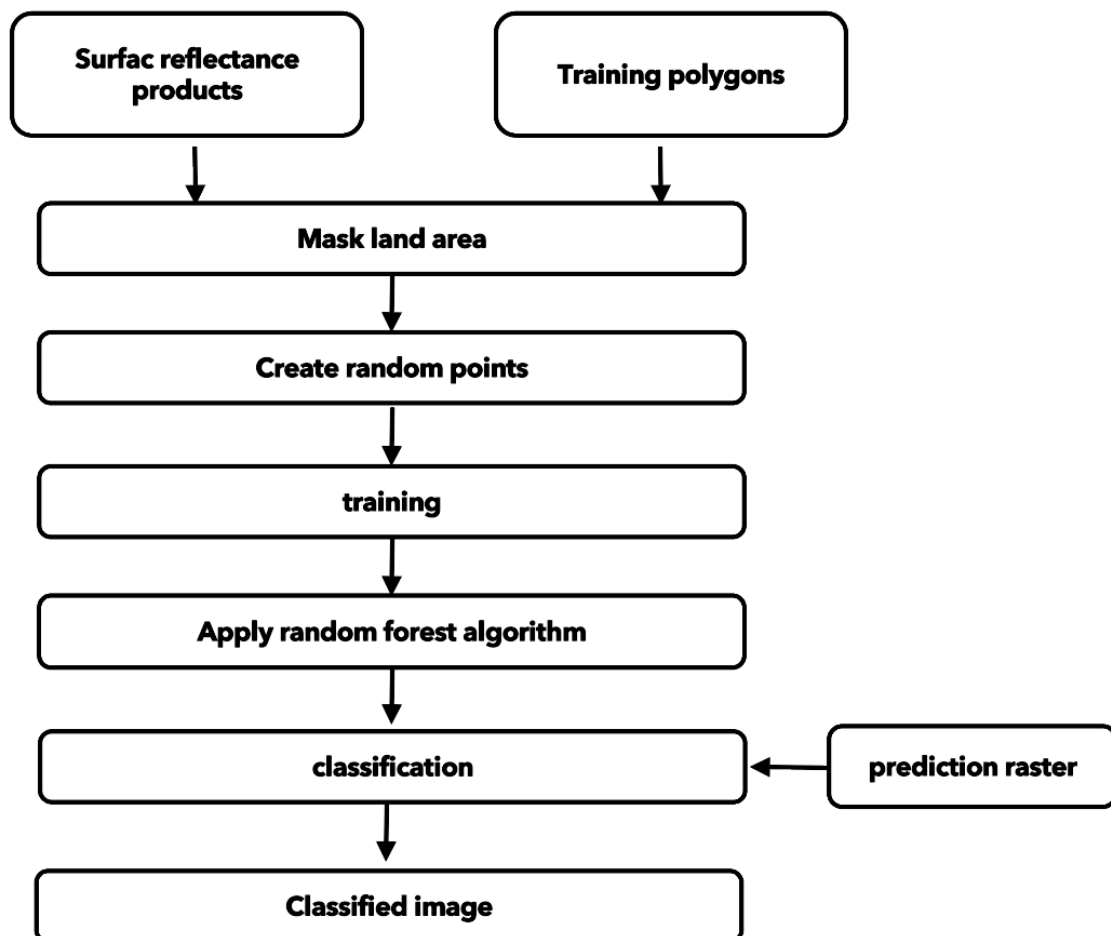 Surfac reflectance
products
Training polygons
Mask land area
Create random points
training
Apply random forest algorithm
classification
prediction raster
Classified image